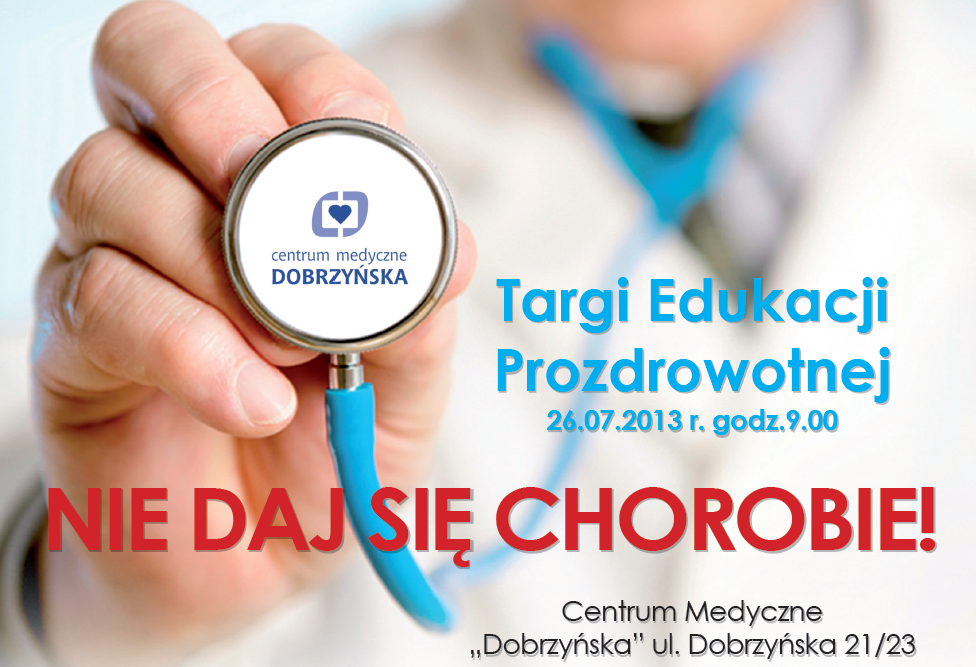 centrum medyczne
DOBRZYŃSKA
Targi Edukacji
Prozdrowotnej
26.07.2013 r. godz.9.00
NIE DAJ SIĘ CHOROBIE!
Centrum Medyczne
„Dobrzyńska” ul. Dobrzyńska 21/23